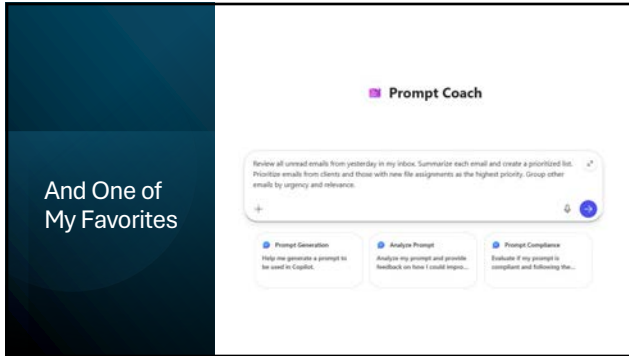 And One of
My Favorites
Prompt Coach
Review all unread emails from yesterday in my inbox. Summarize each email and create a prioritized list.
Prioritize emails from clients and those with new file assignments as the highest priority. Group other
emails by urgency and relevance.
Prompt Generation
Help me generate a prompt to
be used in Copilot.
Analyze Prompt
Analyze my prompt and provide
feedback on how I could impro...
Prompt Compliance
Evaluate if my prompt is
compliant and following the...